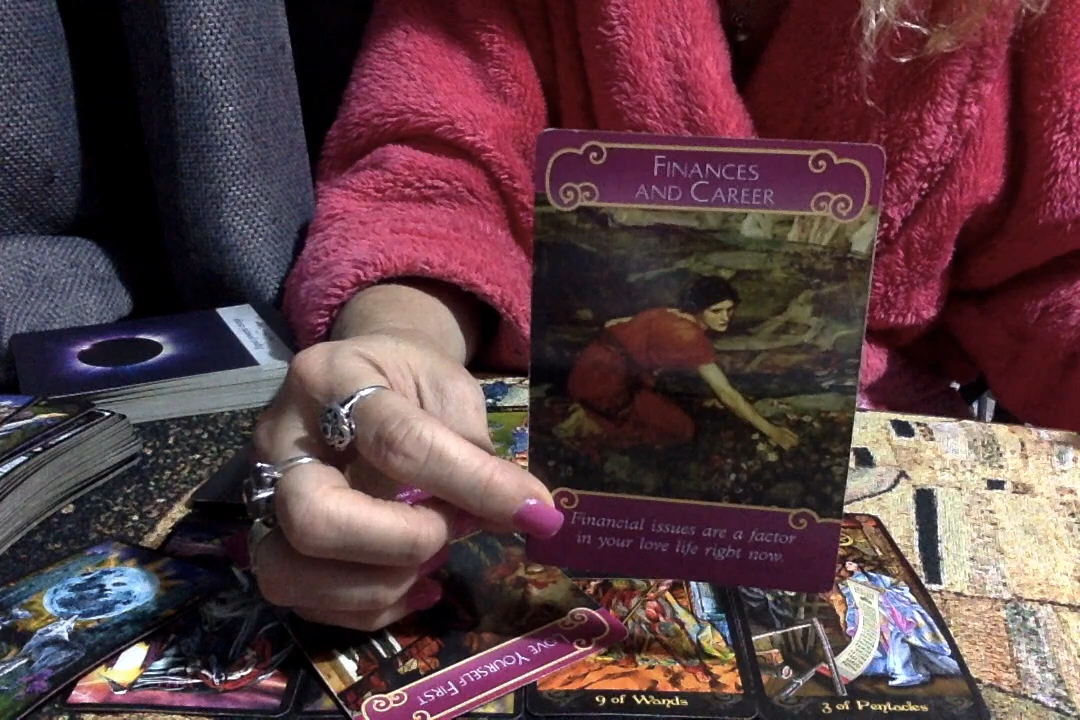 FINANCES
AND CAREER
Financial issues are a factor
in your love life right now.
LOVE YOURSELF FIRST
9 of Wands
3 of Pentacles